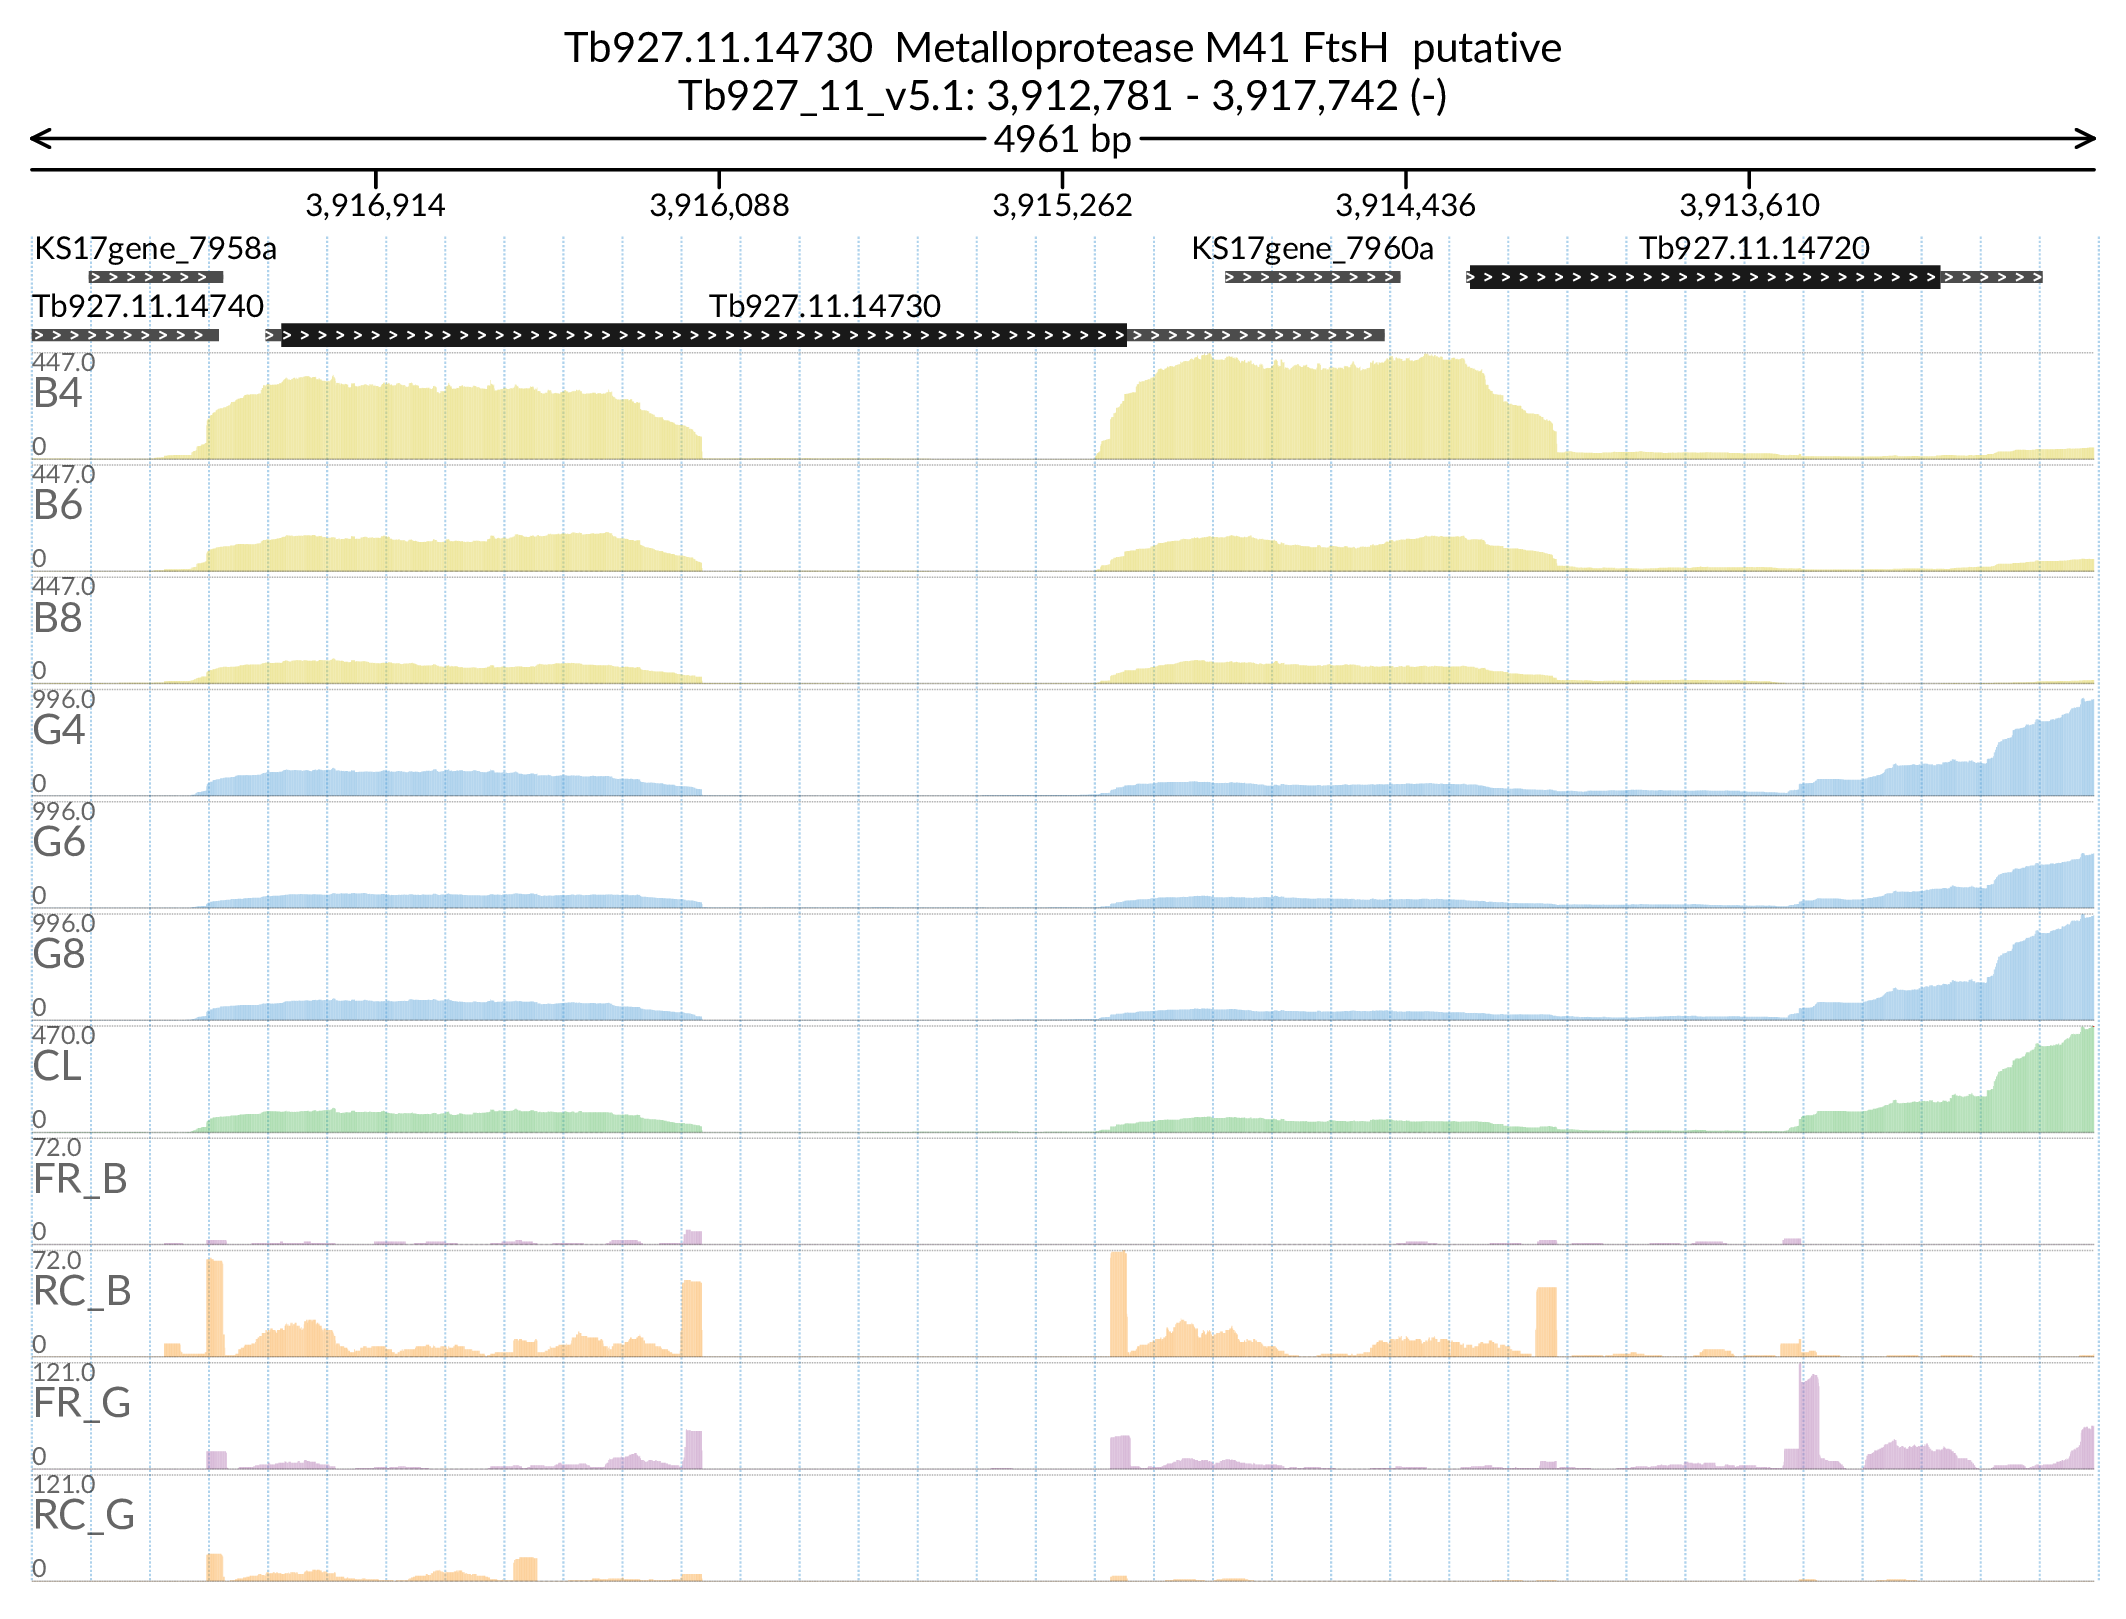 Tb927.11.14730  Metalloprotease M41 FtsH  putative
Tb927_11_v5.1: 3,912,781 - 3,917,742 (-)
4961 bp
3,916,914 3,916,088 3,915,262 3,914,436 3,913,610
KS17gene_7958a KS17gene_7960a Tb927.11.14720
Tb927.11.14740 Tb927.11.14730
447.0
B4
0
447.0
B6
0
447.0
B8
0
996.0
G4
0
996.0
G6
0
996.0
G8
0
470.0
CL
0
72.0
FR_B
0
72.0
RC_B
0
121.0
FR_G
0
121.0
RC_G
0